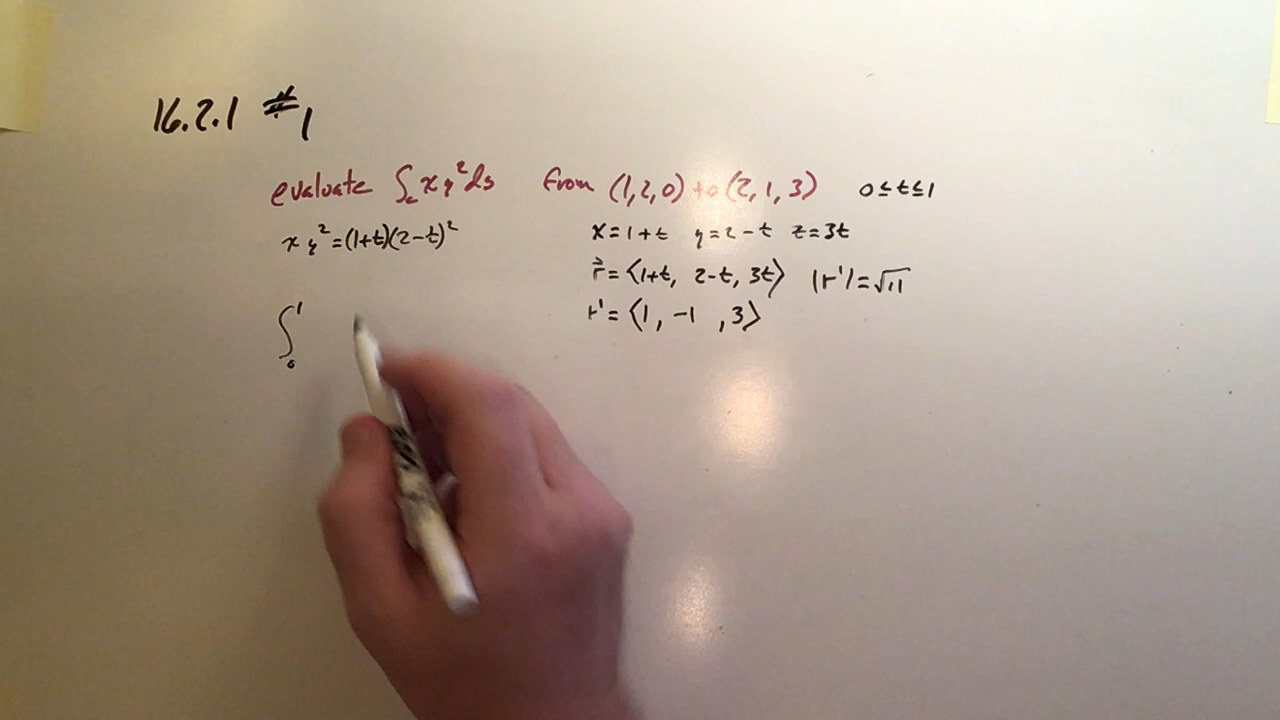 16.2.1 #1
evaluate ∫c xy²ds from (1,2,0) to (2,1,3) 0≤t≤1
xy²=(1+t)(2-t)² x=1+t y=2-t z=3t
r⃗=⟨1+t, 2-t, 3t⟩ |r'|=√11
∫₀¹ r'=⟨1, -1, 3⟩